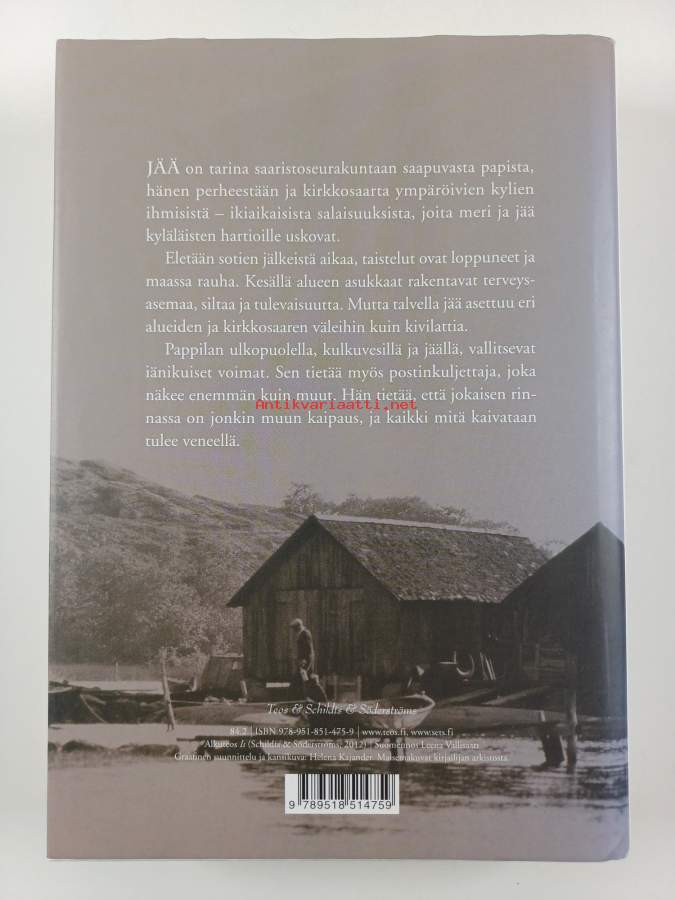 JÄÄ on tarina saaristoseurakuntaan saapuvasta papista,
hänen perheestään ja kirkkosaarta ympäröivien kylien
ihmisistä – ikiaikaisista salaisuuksista, joita meri ja jää
kyläläisten hartioille uskovat.
Eletään sotien jälkeistä aikaa, taistelut ovat loppuneet ja
maassa rauha. Kesällä alueen asukkaat rakentavat terveys-
asemaa, siltaa ja tulevaisuutta. Mutta talvella jää asettuu eri
alueiden ja kirkkosaaren väleihin kuin kivilattia.
Pappilan ulkopuolella, kulkuvesillä ja jäällä, vallitsevat
iänikuiset voimat. Sen tietää myös postinkuljettaja, joka
näkee enemmän kuin muut. Hän tietää, että jokaisen rin-
Antikvariaatti.net
nassa on jonkin muun kaipaus, ja kaikki mitä kaivataan
tulee veneellä.
Teos & Schildts & Söderströms
84.2 | ISBN 978-951-851-475-9 | www.teos.fi, www.sets.fi
Alkuteos Is (Schildts & Söderströms, 2012) | Suomennos Leena Vallisaari
Graafinen suunnittelu ja kansikuva: Helena Kajander. Maisemakuvat kirjailijan arkistosta.
9 789518 514759